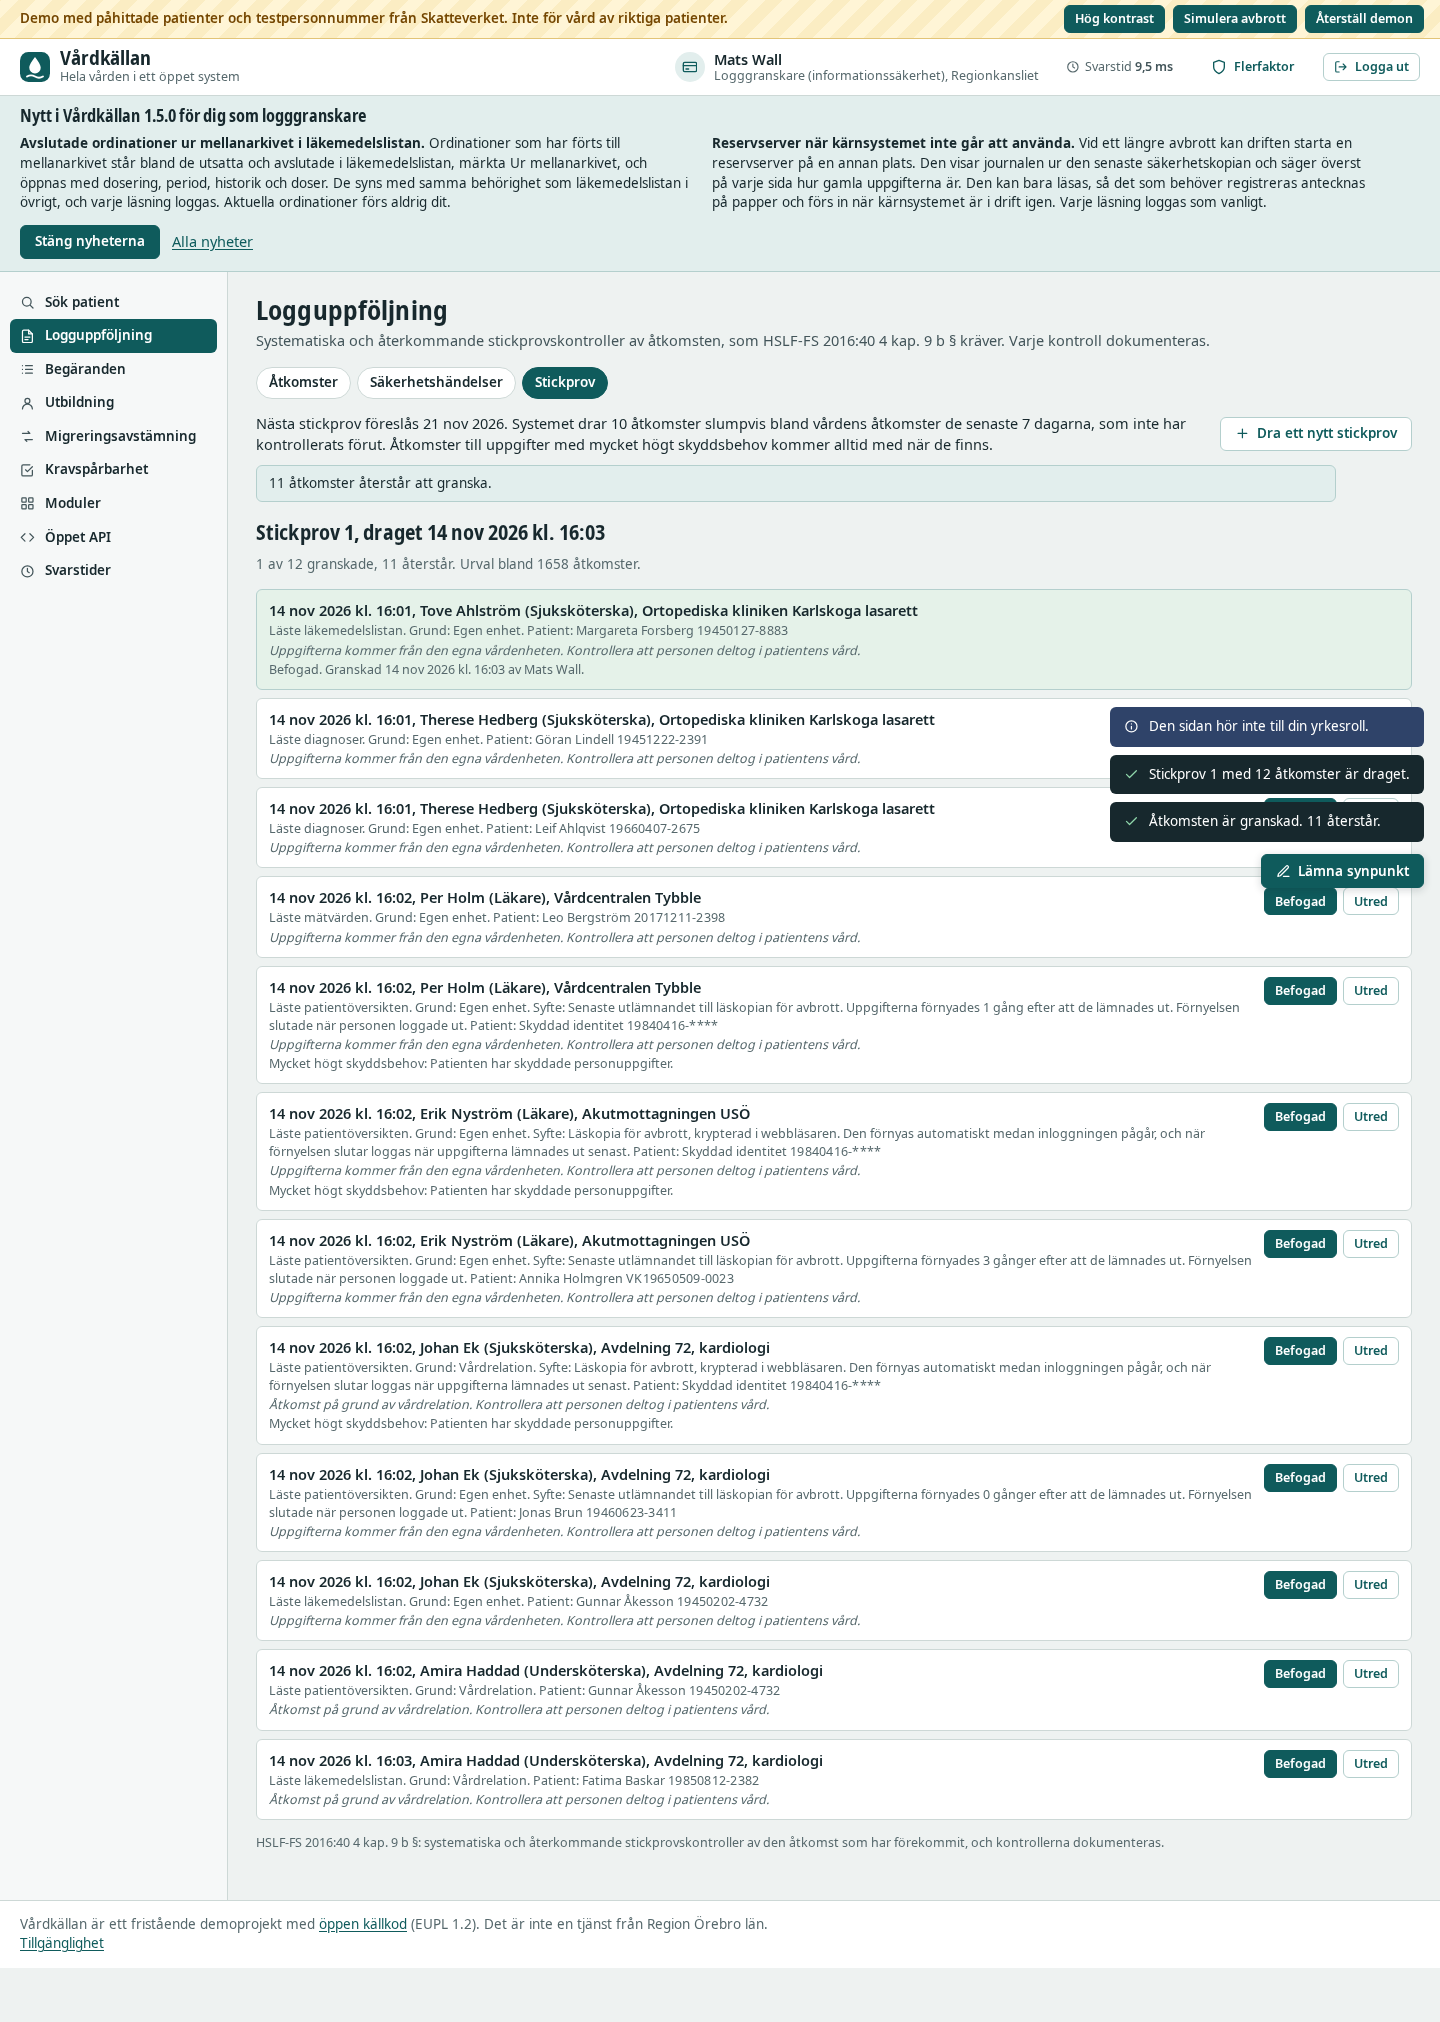 Demo med påhittade patienter och testpersonnummer från Skatteverket. Inte för vård av riktiga patienter.
Hög kontrast
Simulera avbrott
Återställ demon
Vårdkällan
Hela vården i ett öppet system
Mats Wall
Logggranskare (informationssäkerhet), Regionkansliet
Svarstid 9,5 ms
Flerfaktor
Logga ut
Nytt i Vårdkällan 1.5.0 för dig som logggranskare
Avslutade ordinationer ur mellanarkivet i läkemedelslistan. Ordinationer som har förts till
mellanarkivet står bland de utsatta och avslutade i läkemedelslistan, märkta Ur mellanarkivet, och
öppnas med dosering, period, historik och doser. De syns med samma behörighet som läkemedelslistan i
övrigt, och varje läsning loggas. Aktuella ordinationer förs aldrig dit.
Reservserver när kärnsystemet inte går att använda. Vid ett längre avbrott kan driften starta en
reservserver på en annan plats. Den visar journalen ur den senaste säkerhetskopian och säger överst
på varje sida hur gamla uppgifterna är. Den kan bara läsas, så det som behöver registreras antecknas
på papper och förs in när kärnsystemet är i drift igen. Varje läsning loggas som vanligt.
Stäng nyheterna
Alla nyheter
Sök patient
Logguppföljning
Begäranden
Utbildning
Migreringsavstämning
Kravspårbarhet
Moduler
Öppet API
Svarstider
Logguppföljning
Systematiska och återkommande stickprovskontroller av åtkomsten, som HSLF-FS 2016:40 4 kap. 9 b § kräver. Varje kontroll dokumenteras.
Åtkomster
Säkerhetshändelser
Stickprov
Nästa stickprov föreslås 21 nov 2026. Systemet drar 10 åtkomster slumpvis bland vårdens åtkomster de senaste 7 dagarna, som inte har
kontrollerats förut. Åtkomster till uppgifter med mycket högt skyddsbehov kommer alltid med när de finns.
Dra ett nytt stickprov
11 åtkomster återstår att granska.
Stickprov 1, draget 14 nov 2026 kl. 16:03
1 av 12 granskade, 11 återstår. Urval bland 1658 åtkomster.
14 nov 2026 kl. 16:01, Tove Ahlström (Sjuksköterska), Ortopediska kliniken Karlskoga lasarett
Läste läkemedelslistan. Grund: Egen enhet. Patient: Margareta Forsberg 19450127-8883
Uppgifterna kommer från den egna vårdenheten. Kontrollera att personen deltog i patientens vård.
Befogad. Granskad 14 nov 2026 kl. 16:03 av Mats Wall.
14 nov 2026 kl. 16:01, Therese Hedberg (Sjuksköterska), Ortopediska kliniken Karlskoga lasarett
Läste diagnoser. Grund: Egen enhet. Patient: Göran Lindell 19451222-2391
Uppgifterna kommer från den egna vårdenheten. Kontrollera att personen deltog i patientens vård.
Den sidan hör inte till din yrkesroll.
Stickprov 1 med 12 åtkomster är draget.
Åtkomsten är granskad. 11 återstår.
Lämna synpunkt
14 nov 2026 kl. 16:01, Therese Hedberg (Sjuksköterska), Ortopediska kliniken Karlskoga lasarett
Läste diagnoser. Grund: Egen enhet. Patient: Leif Ahlqvist 19660407-2675
Uppgifterna kommer från den egna vårdenheten. Kontrollera att personen deltog i patientens vård.
14 nov 2026 kl. 16:02, Per Holm (Läkare), Vårdcentralen Tybble
Läste mätvärden. Grund: Egen enhet. Patient: Leo Bergström 20171211-2398
Uppgifterna kommer från den egna vårdenheten. Kontrollera att personen deltog i patientens vård.
Befogad
Utred
14 nov 2026 kl. 16:02, Per Holm (Läkare), Vårdcentralen Tybble
Läste patientöversikten. Grund: Egen enhet. Syfte: Senaste utlämnandet till läskopian för avbrott. Uppgifterna förnyades 1 gång efter att de lämnades ut. Förnyelsen
slutade när personen loggade ut. Patient: Skyddad identitet 19840416-****
Uppgifterna kommer från den egna vårdenheten. Kontrollera att personen deltog i patientens vård.
Mycket högt skyddsbehov: Patienten har skyddade personuppgifter.
Befogad
Utred
14 nov 2026 kl. 16:02, Erik Nyström (Läkare), Akutmottagningen USÖ
Läste patientöversikten. Grund: Egen enhet. Syfte: Läskopia för avbrott, krypterad i webbläsaren. Den förnyas automatiskt medan inloggningen pågår, och när
förnyelsen slutar loggas när uppgifterna lämnades ut senast. Patient: Skyddad identitet 19840416-****
Uppgifterna kommer från den egna vårdenheten. Kontrollera att personen deltog i patientens vård.
Mycket högt skyddsbehov: Patienten har skyddade personuppgifter.
Befogad
Utred
14 nov 2026 kl. 16:02, Erik Nyström (Läkare), Akutmottagningen USÖ
Läste patientöversikten. Grund: Egen enhet. Syfte: Senaste utlämnandet till läskopian för avbrott. Uppgifterna förnyades 3 gånger efter att de lämnades ut. Förnyelsen
slutade när personen loggade ut. Patient: Annika Holmgren VK19650509-0023
Uppgifterna kommer från den egna vårdenheten. Kontrollera att personen deltog i patientens vård.
Befogad
Utred
14 nov 2026 kl. 16:02, Johan Ek (Sjuksköterska), Avdelning 72, kardiologi
Läste patientöversikten. Grund: Vårdrelation. Syfte: Läskopia för avbrott, krypterad i webbläsaren. Den förnyas automatiskt medan inloggningen pågår, och när
förnyelsen slutar loggas när uppgifterna lämnades ut senast. Patient: Skyddad identitet 19840416-****
Åtkomst på grund av vårdrelation. Kontrollera att personen deltog i patientens vård.
Mycket högt skyddsbehov: Patienten har skyddade personuppgifter.
Befogad
Utred
14 nov 2026 kl. 16:02, Johan Ek (Sjuksköterska), Avdelning 72, kardiologi
Läste patientöversikten. Grund: Egen enhet. Syfte: Senaste utlämnandet till läskopian för avbrott. Uppgifterna förnyades 0 gånger efter att de lämnades ut. Förnyelsen
slutade när personen loggade ut. Patient: Jonas Brun 19460623-3411
Uppgifterna kommer från den egna vårdenheten. Kontrollera att personen deltog i patientens vård.
Befogad
Utred
14 nov 2026 kl. 16:02, Johan Ek (Sjuksköterska), Avdelning 72, kardiologi
Läste läkemedelslistan. Grund: Egen enhet. Patient: Gunnar Åkesson 19450202-4732
Uppgifterna kommer från den egna vårdenheten. Kontrollera att personen deltog i patientens vård.
Befogad
Utred
14 nov 2026 kl. 16:02, Amira Haddad (Undersköterska), Avdelning 72, kardiologi
Läste patientöversikten. Grund: Vårdrelation. Patient: Gunnar Åkesson 19450202-4732
Åtkomst på grund av vårdrelation. Kontrollera att personen deltog i patientens vård.
Befogad
Utred
14 nov 2026 kl. 16:03, Amira Haddad (Undersköterska), Avdelning 72, kardiologi
Läste läkemedelslistan. Grund: Vårdrelation. Patient: Fatima Baskar 19850812-2382
Åtkomst på grund av vårdrelation. Kontrollera att personen deltog i patientens vård.
Befogad
Utred
HSLF-FS 2016:40 4 kap. 9 b §: systematiska och återkommande stickprovskontroller av den åtkomst som har förekommit, och kontrollerna dokumenteras.
Vårdkällan är ett fristående demoprojekt med öppen källkod (EUPL 1.2). Det är inte en tjänst från Region Örebro län.
Tillgänglighet